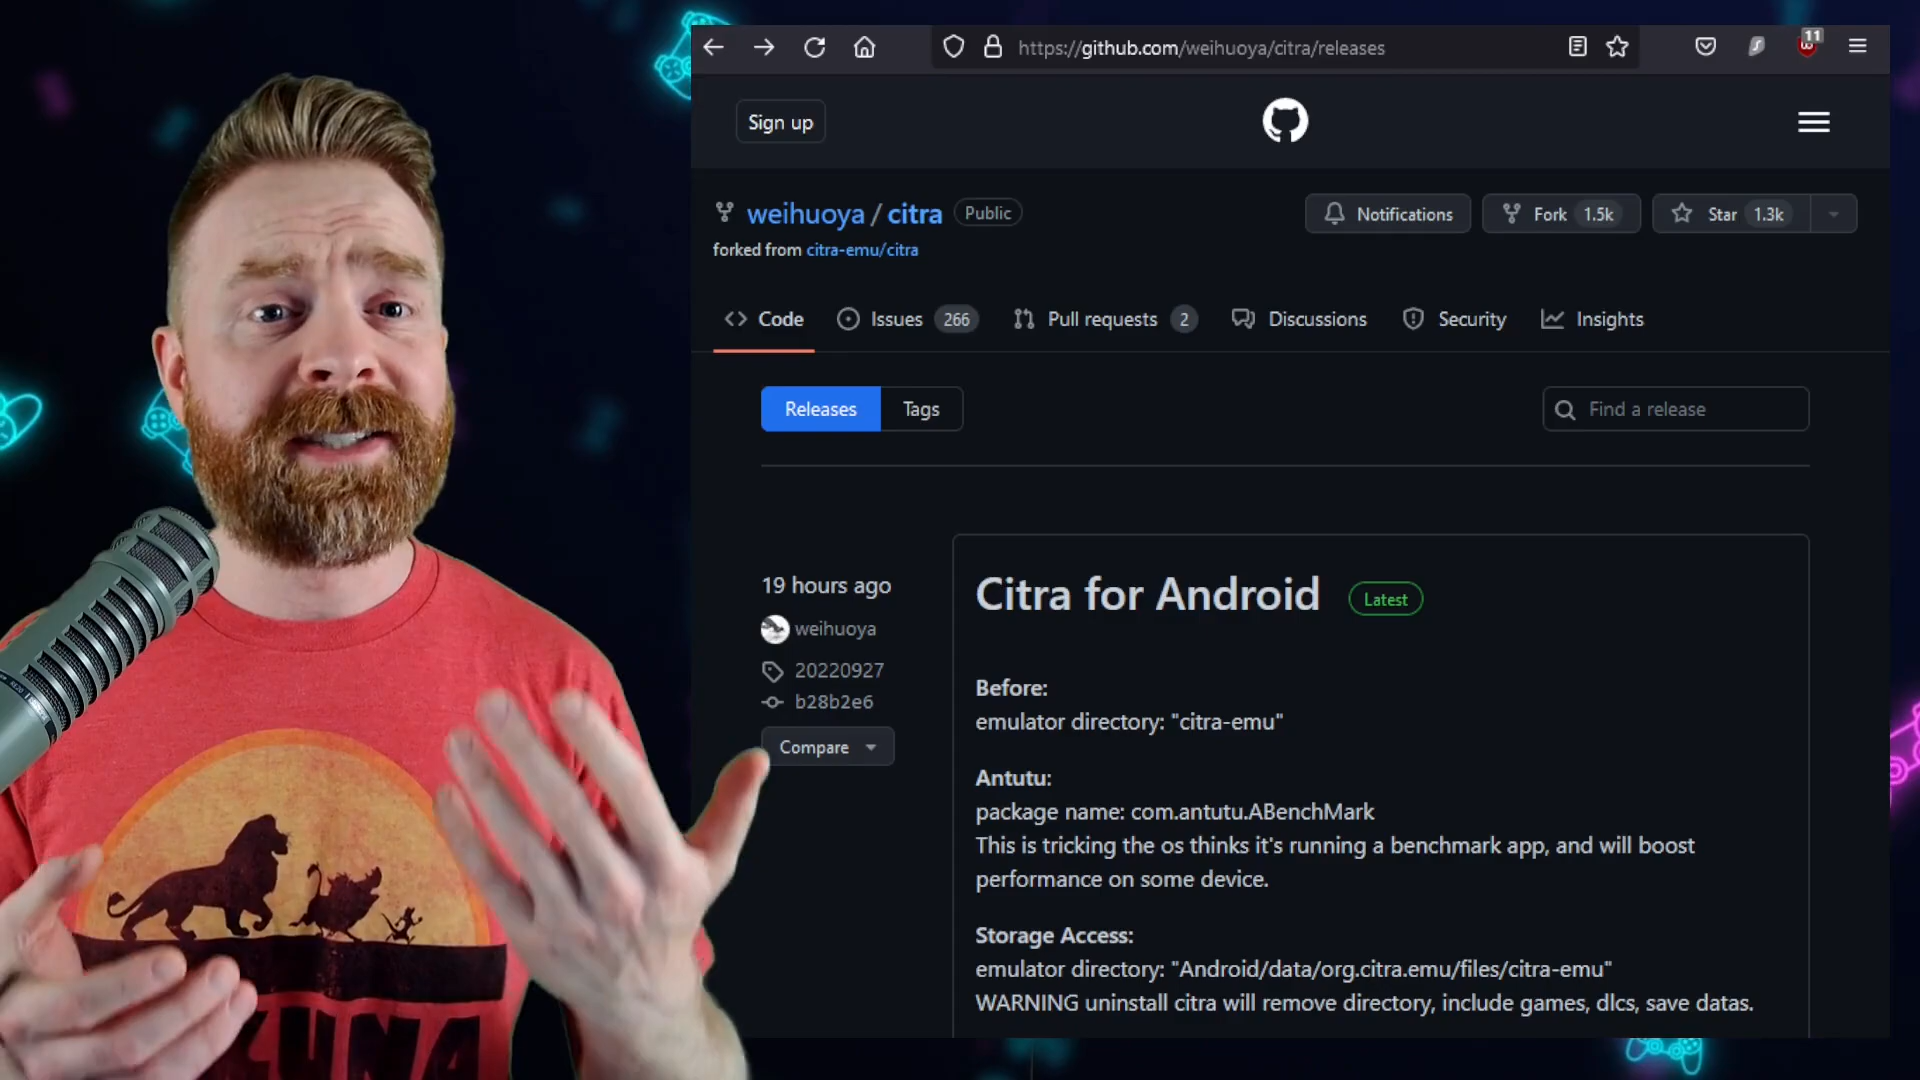 https://github.com/weihuoya/citra/releases
11
Sign up
weihuoya / citra Public
Notifications
Fork 1.5k
Star 1.3k
forked from citra-emu/citra
Code
Issues 266
Pull requests 2
Discussions
Security
Insights
Releases
Tags
Find a release
19 hours ago
weihuoya
20220927
b28b2e6
Compare
Citra for Android Latest
Before:
emulator directory: "citra-emu"
Antutu:
package name: com.antutu.ABenchMark
This is tricking the os thinks it's running a benchmark app, and will boost
performance on some device.
Storage Access:
emulator directory: "Android/data/org.citra.emu/files/citra-emu"
WARNING uninstall citra will remove directory, include games, dlcs, save datas.